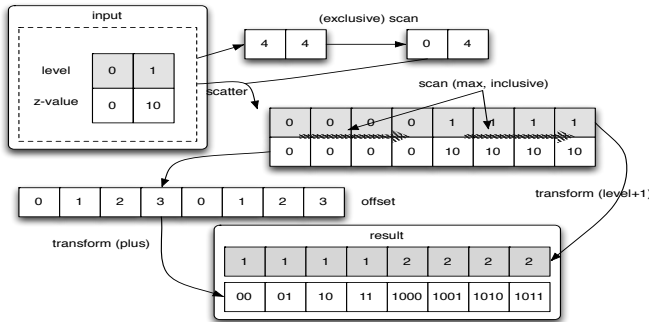 input
(exclusive) scan
4 4
0 4
level 0 1
z-value 0 10
scatter
scan (max, inclusive)
0 0 0 0 1 1 1 1
0 0 0 0 10 10 10 10
0 1 2 3 0 1 2 3 offset
transform (level+1)
transform (plus)
result
1 1 1 1 2 2 2 2
00 01 10 11 1000 1001 1010 1011